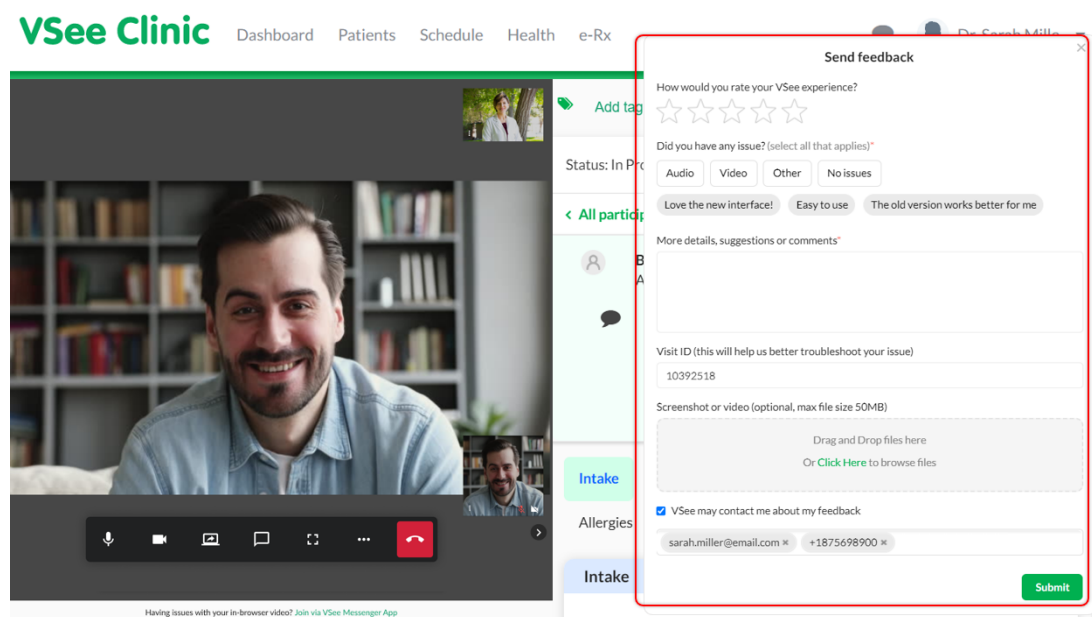 VSee Clinic Dashboard Patients Schedule Health e-Rx Dr. Sarah Mille
Add tag
Status: In Pro
All particip
B
A
Intake
Allergies
Intake
Having issues with your in-browser video? Join via VSee Messenger App
Send feedback
How would you rate your VSee experience?
Did you have any issue? (select all that applies)*
Audio Video Other No issues
Love the new interface! Easy to use The old version works better for me
More details, suggestions or comments*
Visit ID (this will help us better troubleshoot your issue)
10392518
Screenshot or video (optional, max file size 50MB)
Drag and Drop files here
Or Click Here to browse files
VSee may contact me about my feedback
sarah.miller@email.com × +1875698900 ×
Submit